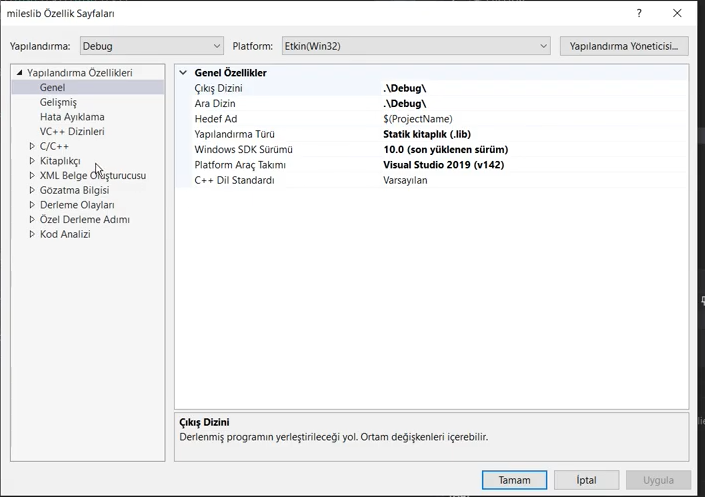 mileslib Özellik Sayfaları
Yapılandırma: Debug Platform: Etkin(Win32) Yapılandırma Yöneticisi...
Yapılandırma Özellikleri
Genel
Gelişmiş
Hata Ayıklama
VC++ Dizinleri
C/C++
Kitaplıkçı
XML Belge Oluşturucusu
Gözatma Bilgisi
Derleme Olayları
Özel Derleme Adımı
Kod Analizi
Genel Özellikler
Çıkış Dizini .\Debug\
Ara Dizin .\Debug\
Hedef Ad $(ProjectName)
Yapılandırma Türü Statik kitaplık (.lib)
Windows SDK Sürümü 10.0 (son yüklenen sürüm)
Platform Araç Takımı Visual Studio 2019 (v142)
C++ Dil Standardı Varsayılan
Çıkış Dizini
Derlenmiş programın yerleştirileceği yol. Ortam değişkenleri içerebilir.
Tamam İptal Uygula